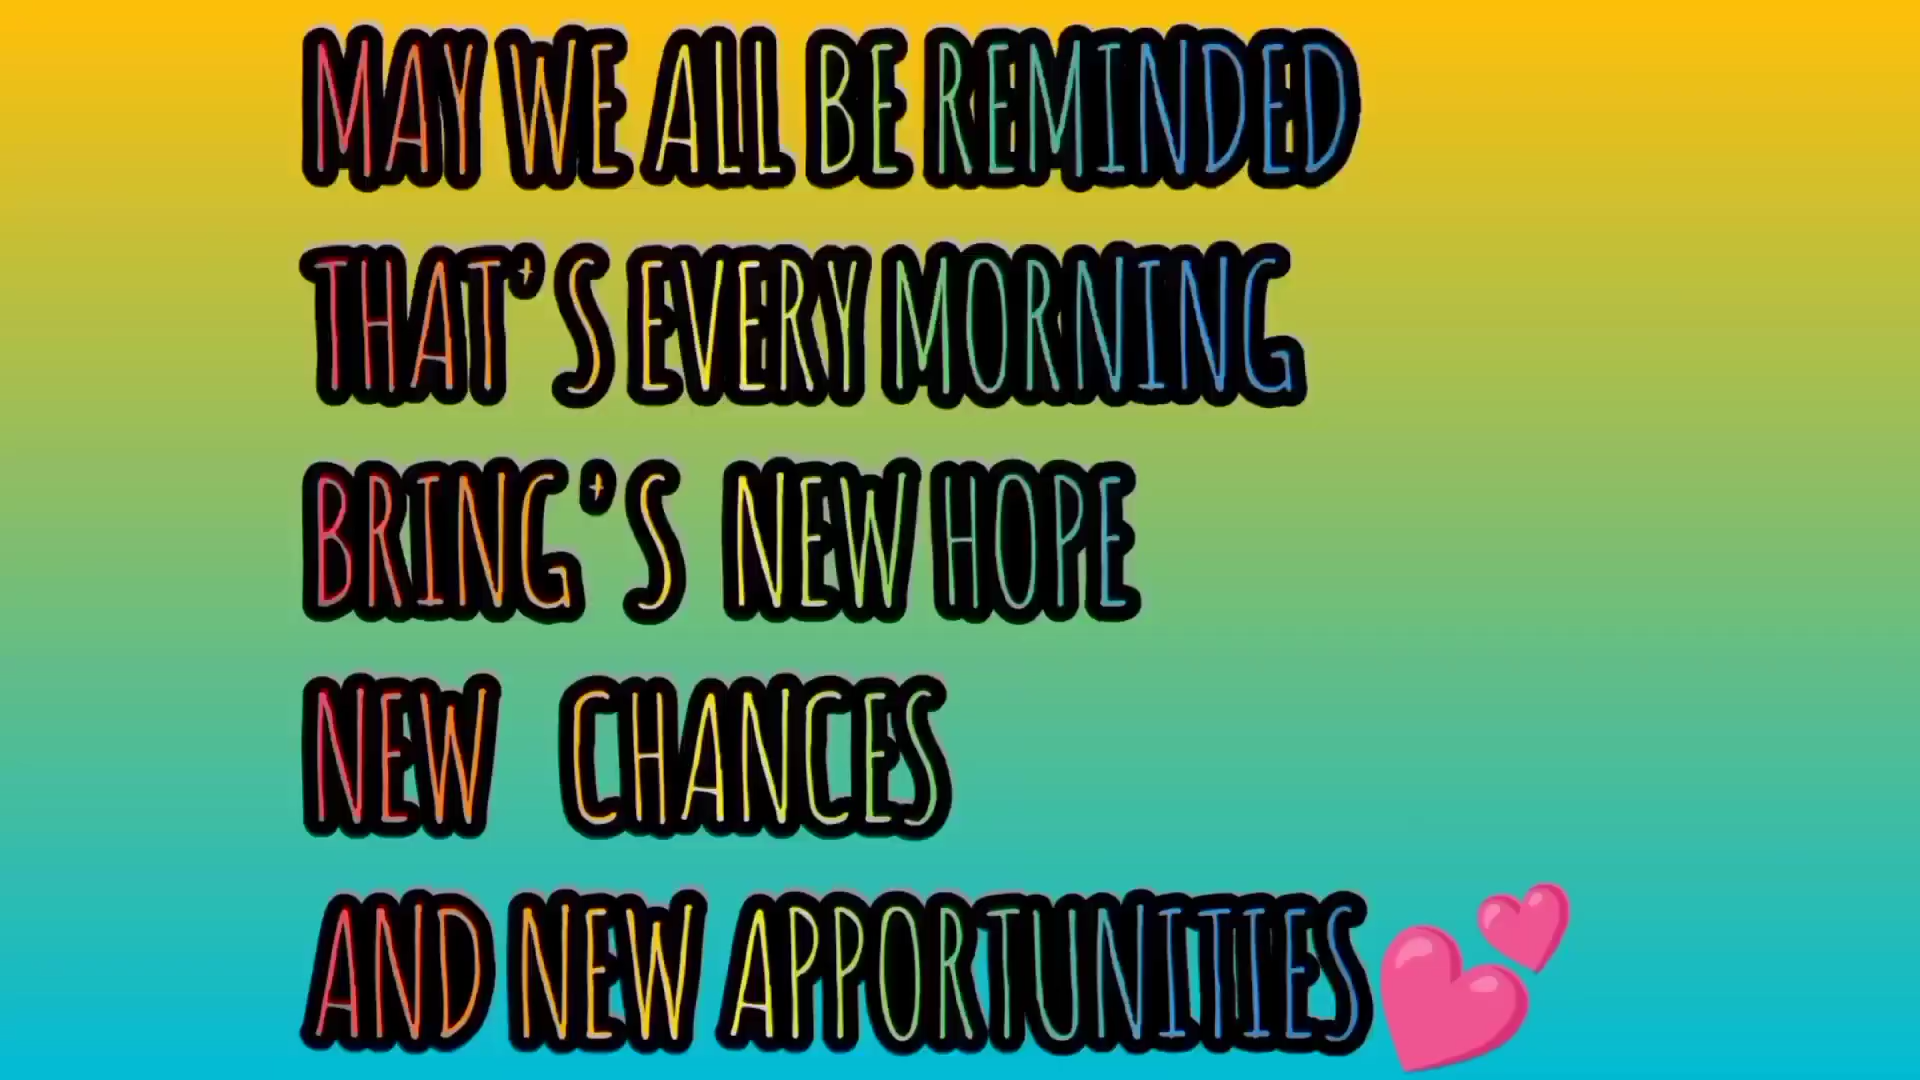 MAY WE ALL BE REMINDED
THAT'S EVERY MORNING
BRING'S NEW HOPE
NEW CHANCES
AND NEW APPORTUNITIES💕